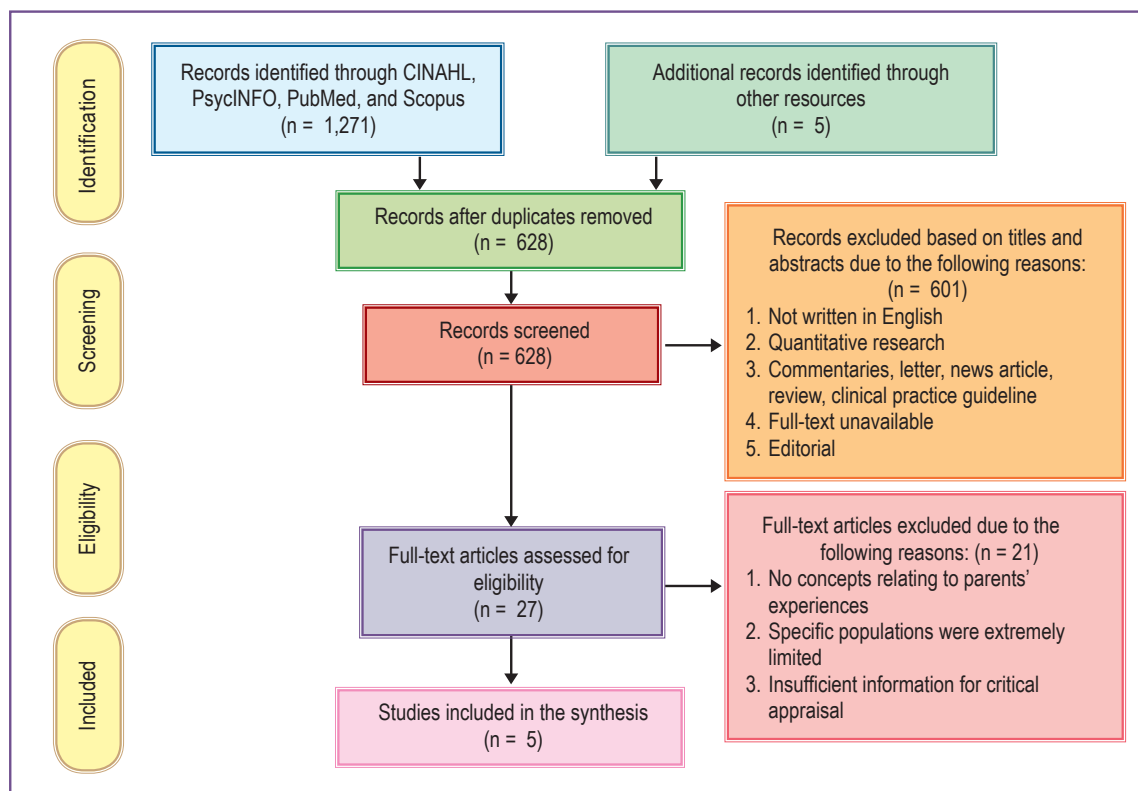 Identification
Records identified through CINAHL,
PsycINFO, PubMed, and Scopus
(n = 1,271)
Additional records identified through
other resources
(n = 5)
Records after duplicates removed
(n = 628)
Screening
Records screened
(n = 628)
Records excluded based on titles and
abstracts due to the following reasons:
(n = 601)
1. Not written in English
2. Quantitative research
3. Commentaries, letter, news article,
review, clinical practice guideline
4. Full-text unavailable
5. Editorial
Eligibility
Full-text articles assessed for
eligibility
(n = 27)
Full-text articles excluded due to the
following reasons: (n = 21)
1. No concepts relating to parents’
experiences
2. Specific populations were extremely
limited
3. Insufficient information for critical
appraisal
Included
Studies included in the synthesis
(n = 5)